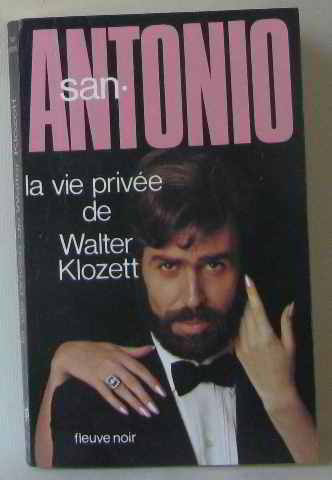 san-
ANTONIO
la vie privée
de
Walter
Klozett
fleuve noir